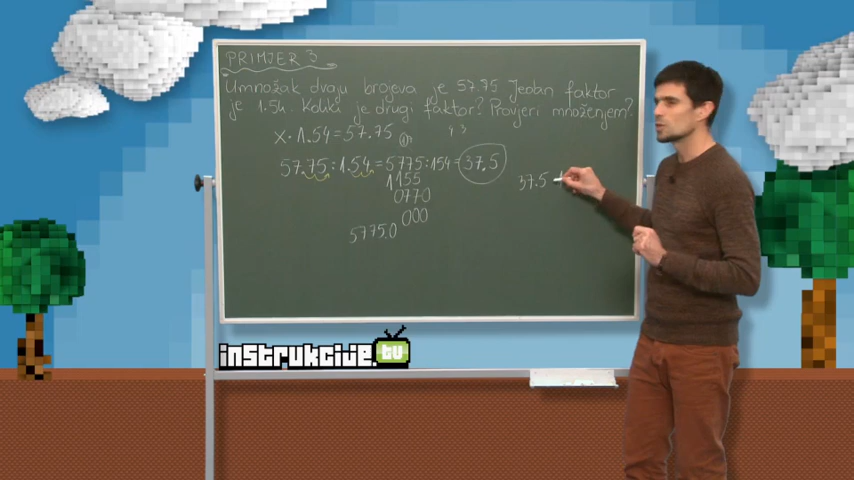 PRIMJER 3
Umnožak dvaju brojeva je 57.75 Jedan faktor
je 1.54. Koliki je drugi faktor? Provjeri množenjem?
x · 1.54 = 57.75
57.75 : 1.54 = 5775 : 154 = 37.5
1155
0770
000
5775.0
4 3
37.5
instrukcije.tv